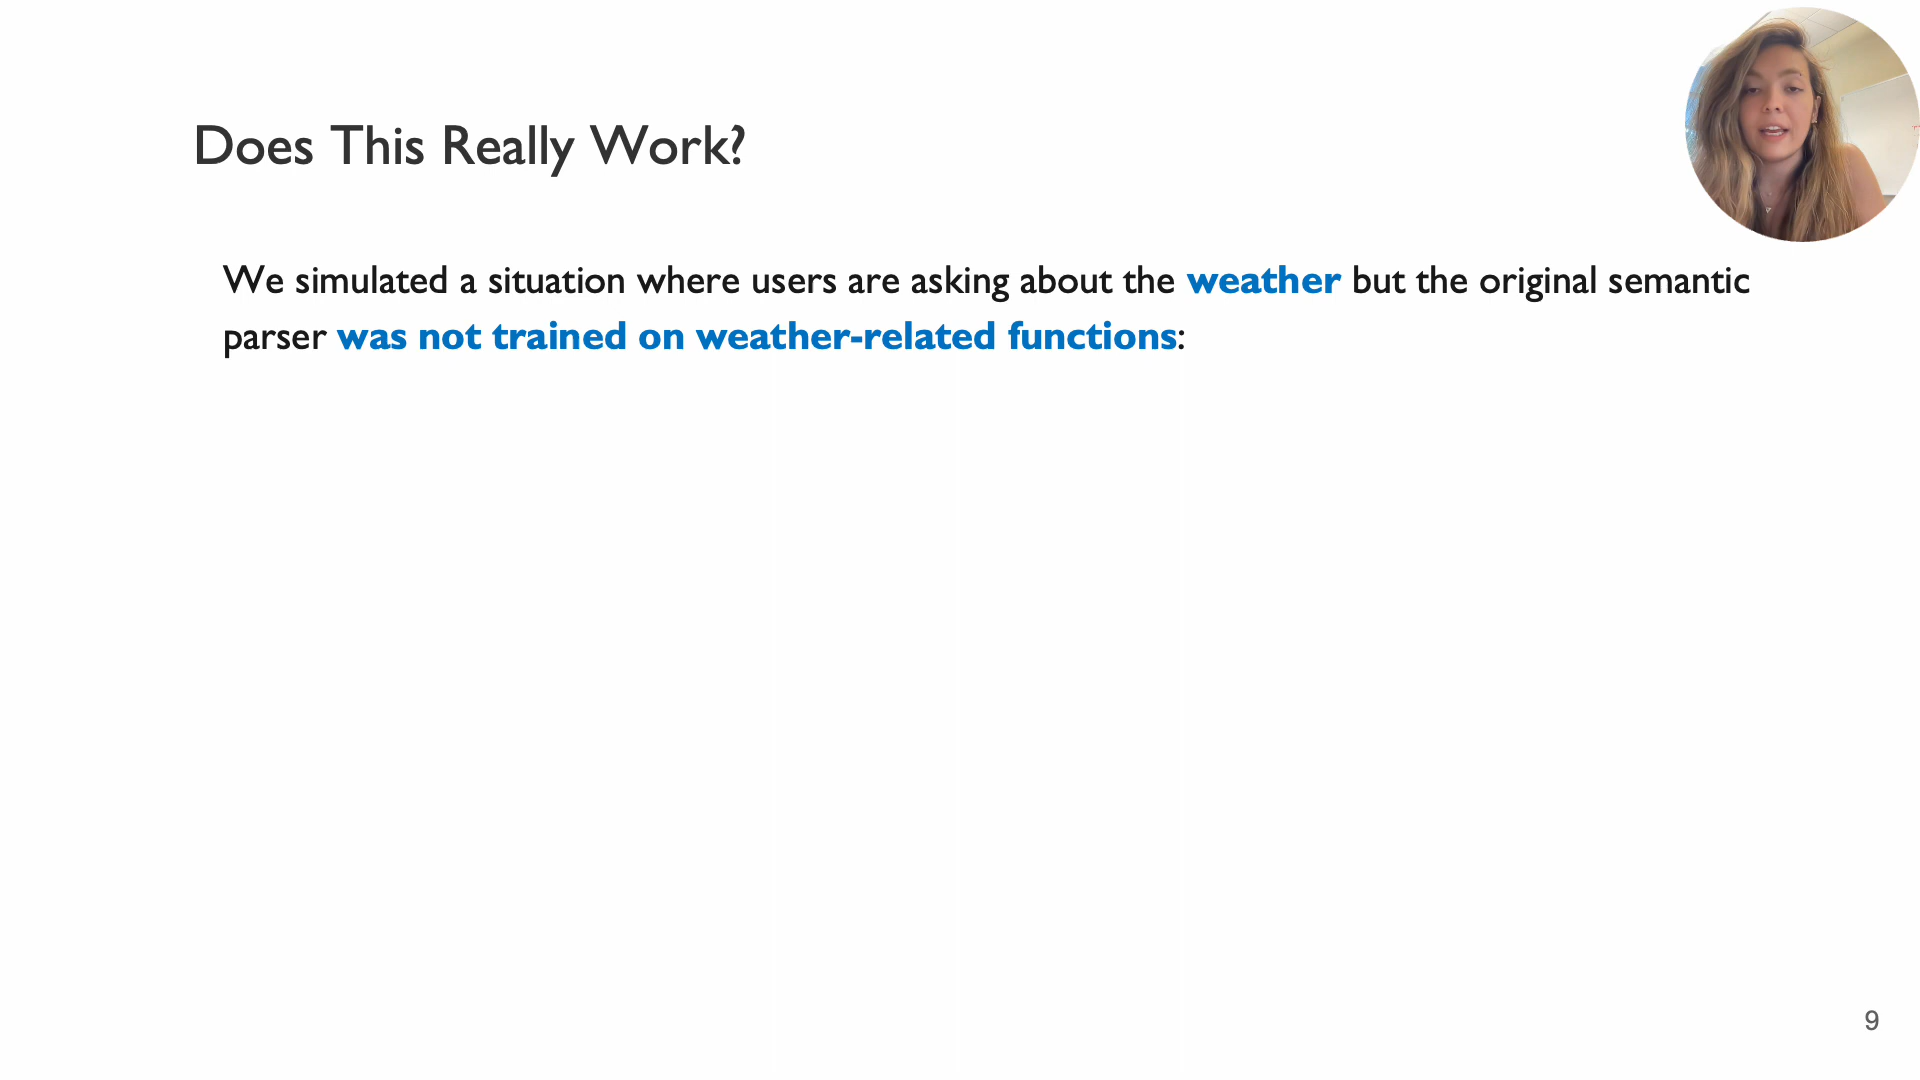 Does This Really Work?
We simulated a situation where users are asking about the weather but the original semantic
parser was not trained on weather-related functions:
9